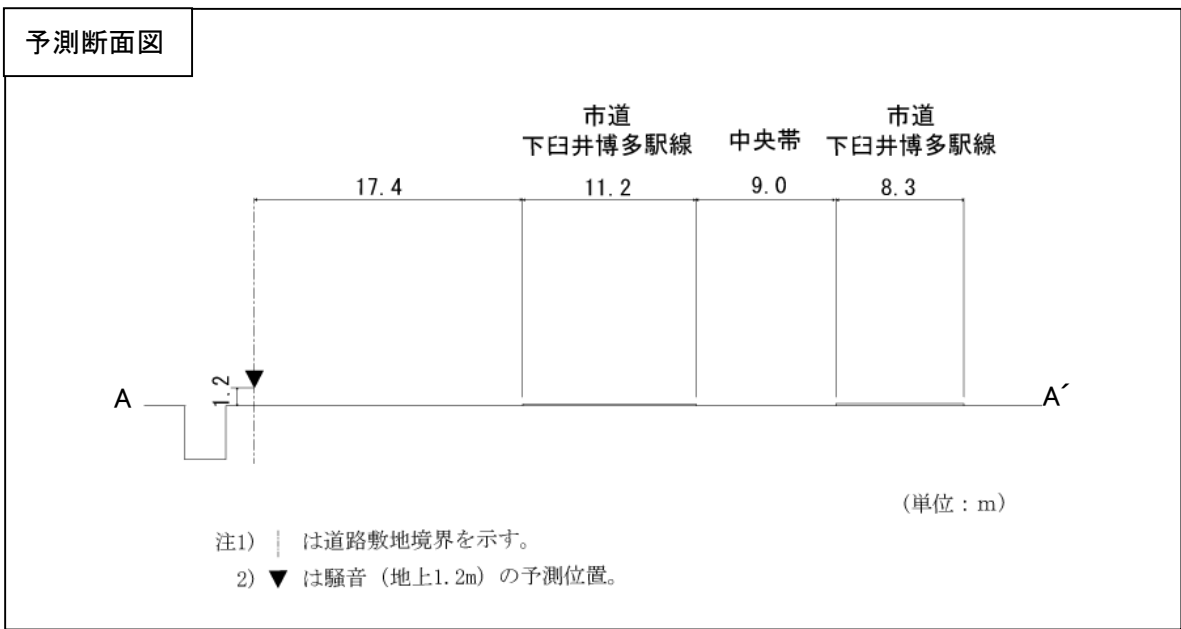 予測断面図
市道
下臼井博多駅線
中央帯
市道
下臼井博多駅線
17.4
11.2
9.0
8.3
1.2
A
A´
(単位：m)
注1) ┊ は道路敷地境界を示す。
2) ▼ は騒音（地上1.2m）の予測位置。